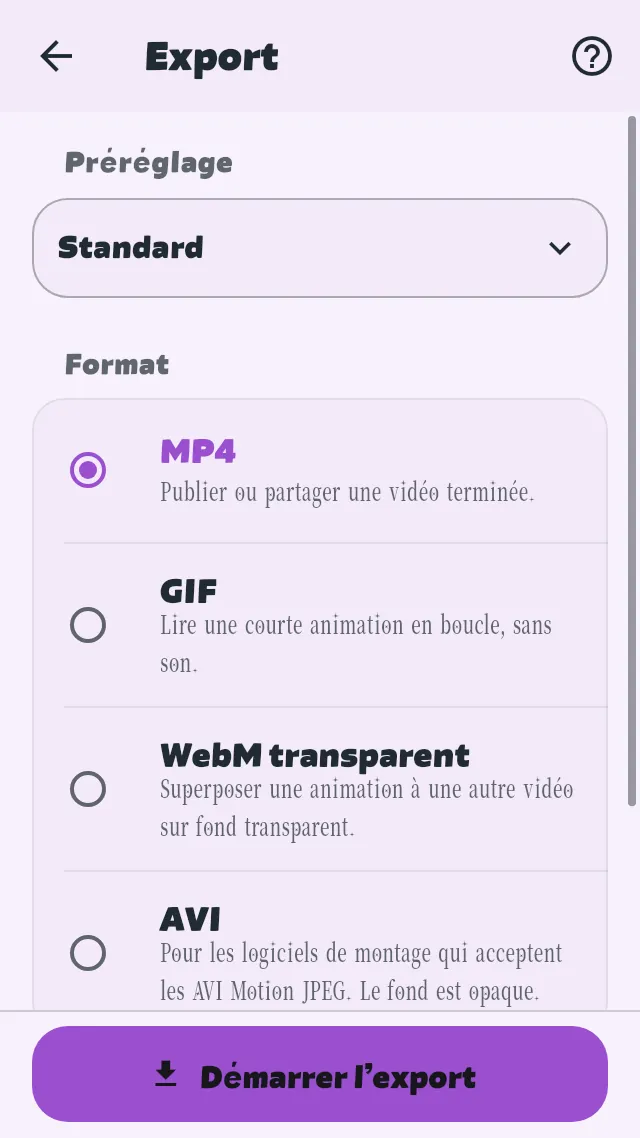 Export
Préréglage
Standard
Format
MP4
Publier ou partager une vidéo terminée.
GIF
Lire une courte animation en boucle, sans
son.
WebM transparent
Superposer une animation à une autre vidéo
sur fond transparent.
AVI
Pour les logiciels de montage qui acceptent
les AVI Motion JPEG. Le fond est opaque.
Démarrer l’export